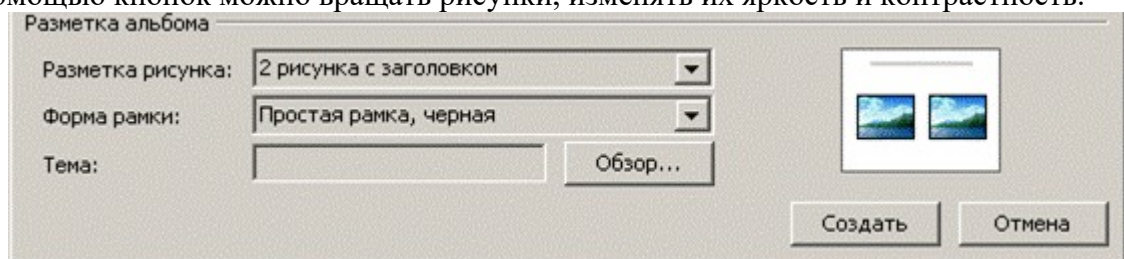 омощью кнопок можно вращать рисунки, изменять их яркость и контрастность.
Разметка альбома
Разметка рисунка: 2 рисунка с заголовком
Форма рамки: Простая рамка, черная
Тема: Обзор...
Создать Отмена